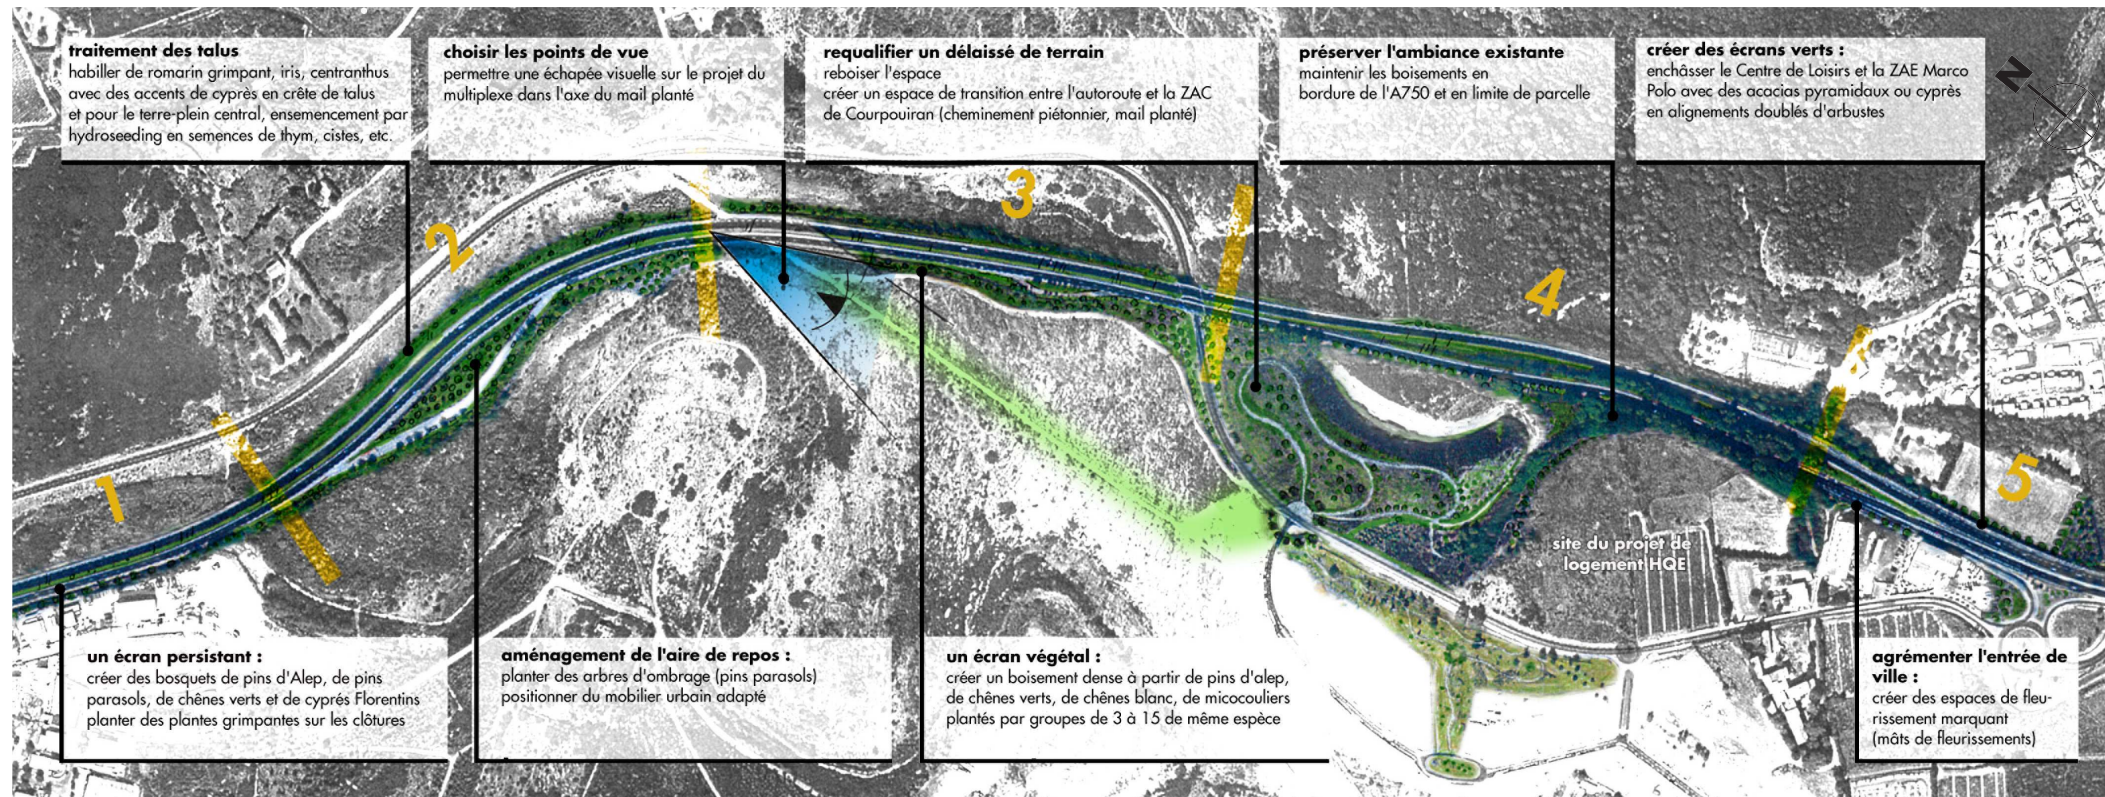 traitement des talus
habiller de romarin grimpant, iris, centranthus
avec des accents de cyprès en crête de talus
et pour le terre-plein central, ensemencement par
hydroseeding en semences de thym, cistes, etc.
choisir les points de vue
permettre une échapée visuelle sur le projet du
multiplexe dans l'axe du mail planté
requalifier un délaissé de terrain
reboiser l'espace
créer un espace de transition entre l'autoroute et la ZAC
de Courpouiran (cheminement piétonnier, mail planté)
préserver l'ambiance existante
maintenir les boisements en
bordure de l'A750 et en limite de parcelle
créer des écrans verts :
enchâsser le Centre de Loisirs et la ZAE Marco
Polo avec des acacias pyramidaux ou cyprès
en alignements doublés d'arbustes
N
1
2
3
4
5
site du projet de
logement HQE
un écran persistant :
créer des bosquets de pins d'Alep, de pins
parasols, de chênes verts et de cyprés Florentins
planter des plantes grimpantes sur les clôtures
aménagement de l'aire de repos :
planter des arbres d'ombrage (pins parasols)
positionner du mobilier urbain adapté
un écran végétal :
créer un boisement dense à partir de pins d'alep,
de chênes verts, de chênes blanc, de micocouliers
plantés par groupes de 3 à 15 de même espèce
agrémenter l'entrée de
ville :
créer des espaces de fleu-
rissement marquant
(mâts de fleurissements)